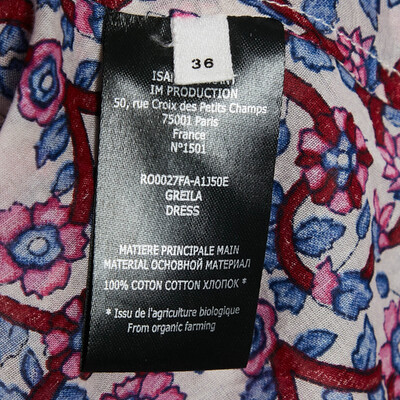 36
IM PRODUCTION
50, rue Croix des Petits Champs
75001 Paris
France
N°1501
RO0027FA-A1J50E
GREILA
DRESS
MATIERE PRINCIPALE MAIN
MATERIAL ОСНОВНОЙ МАТЕРИАЛ
100% COTON COTTON ХЛОПОК *
* Issu de l'agriculture biologique
From organic farming